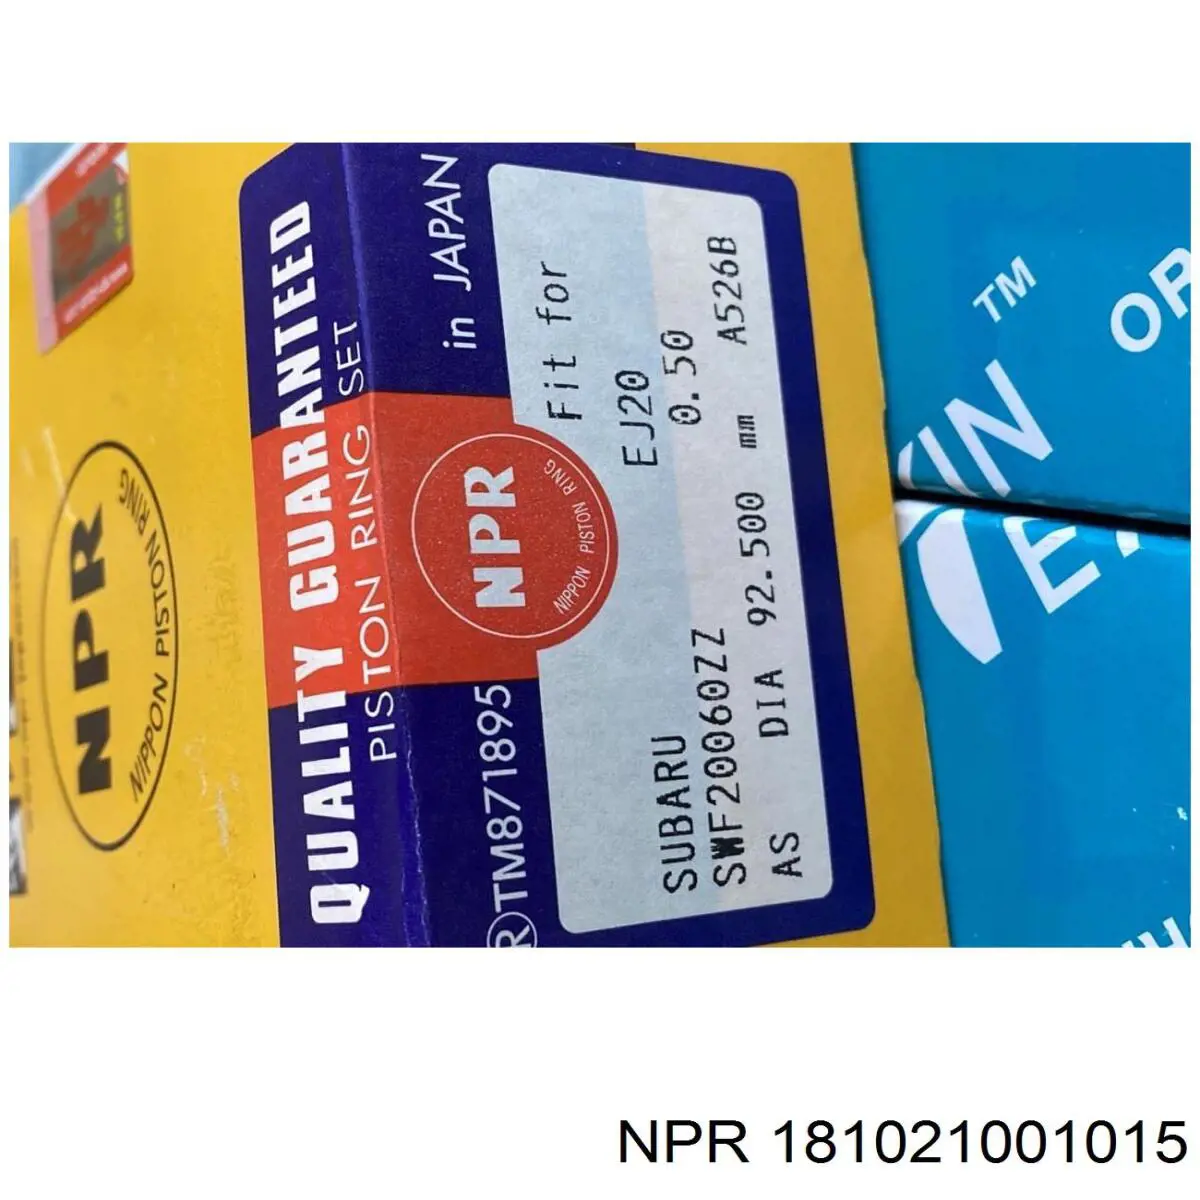 NPR
NIPPON PISTON RING
QUALITY GUARANTEED
PISTON RING SET
®TM871895
in JAPAN
NPR
NIPPON PISTON RING
Fit for
SUBARU EJ20
SWF20060ZZ 0.50
AS DIA 92.500 mm A526B
TM
NPR 181021001015